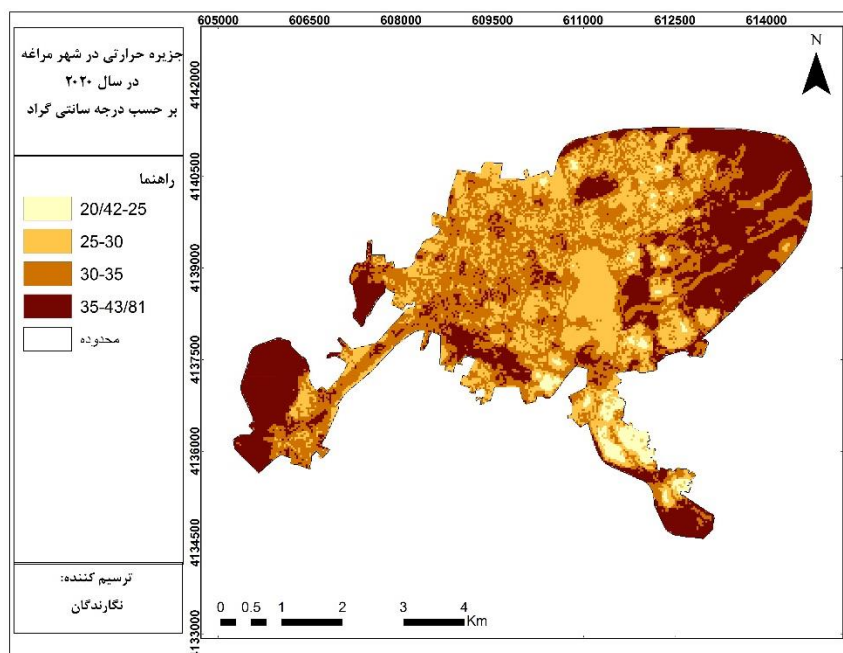 جزیره حرارتی در شهر مراغه
در سال ۲۰۲۰
بر حسب درجه سانتی گراد
راهنما
20/42-25
25-30
30-35
35-43/81
محدوده
ترسیم کننده:
نگارندگان
605000 606500 608000 609500 611000 612500 614000
4142000
4140500
4139000
4137500
4136000
4134500
4133000
N
0 0.5 1 2 3 4
Km